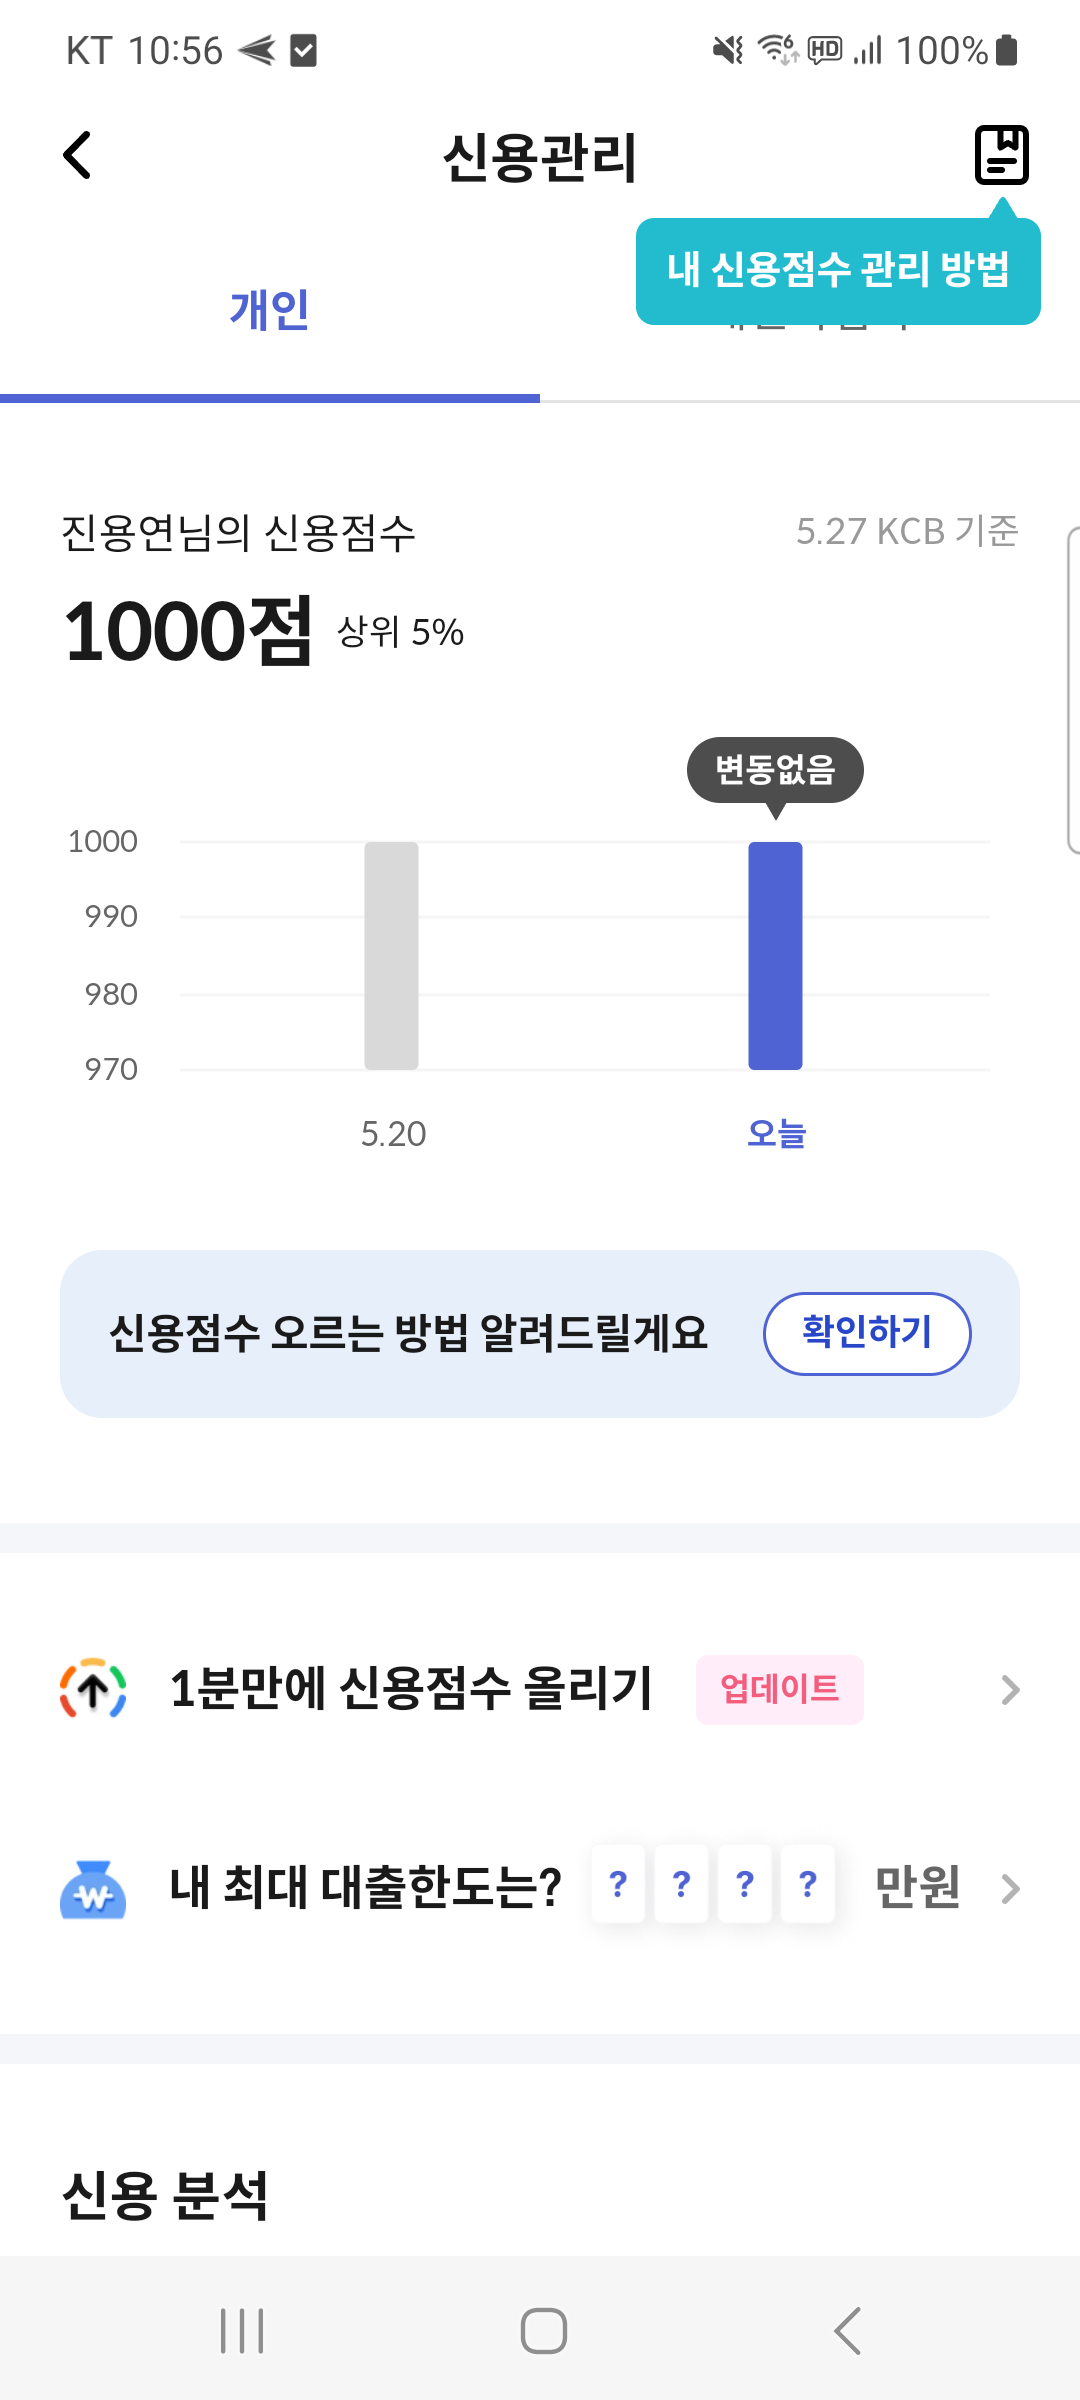 KT 10:56 HD 100%
신용관리
내 신용점수 관리 방법
개인
진용연님의 신용점수 5.27 KCB 기준
1000점 상위 5%
변동없음
1000
990
980
970
5.20 오늘
신용점수 오르는 방법 알려드릴게요 확인하기
1분만에 신용점수 올리기 업데이트
내 최대 대출한도는? ? ? ? ? 만원
신용 분석